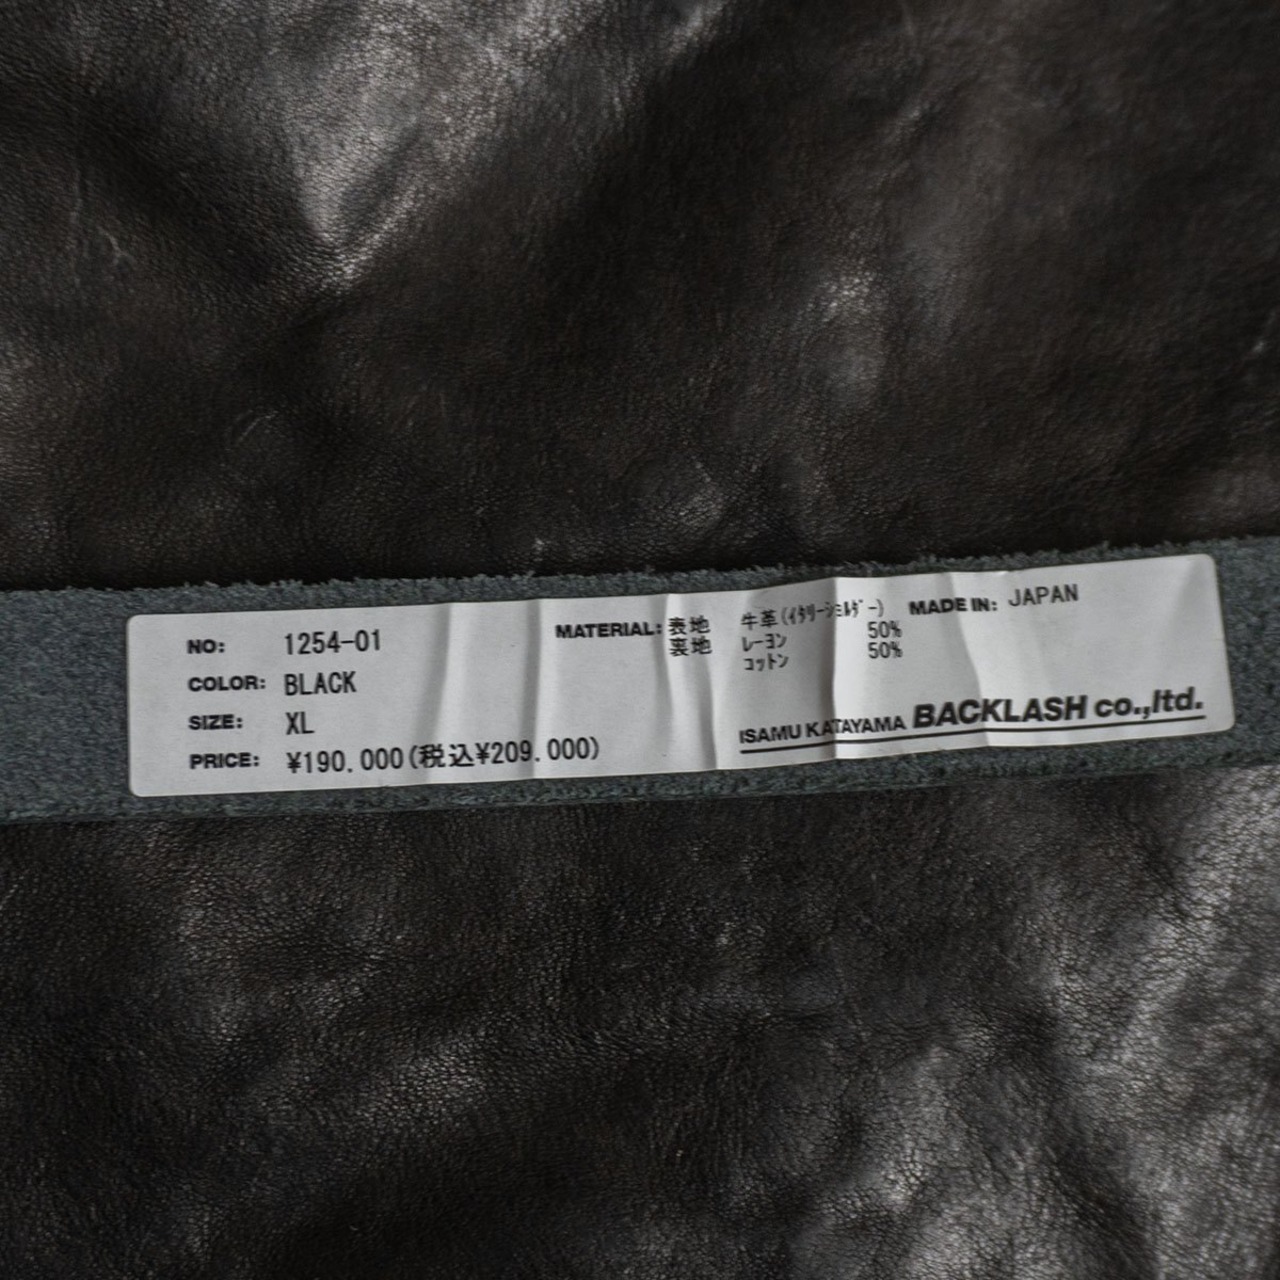 NO: 1254-01
COLOR: BLACK
SIZE: XL
PRICE: ¥190.000(税込¥209.000)
MATERIAL: 表地 牛革(ｲﾀﾘｰｼｮﾙﾀﾞｰ)
裏地 ﾚｰﾖﾝ 50%
ｺｯﾄﾝ 50%
MADE IN: JAPAN
ISAMU KATAYAMA BACKLASH co.,ltd.